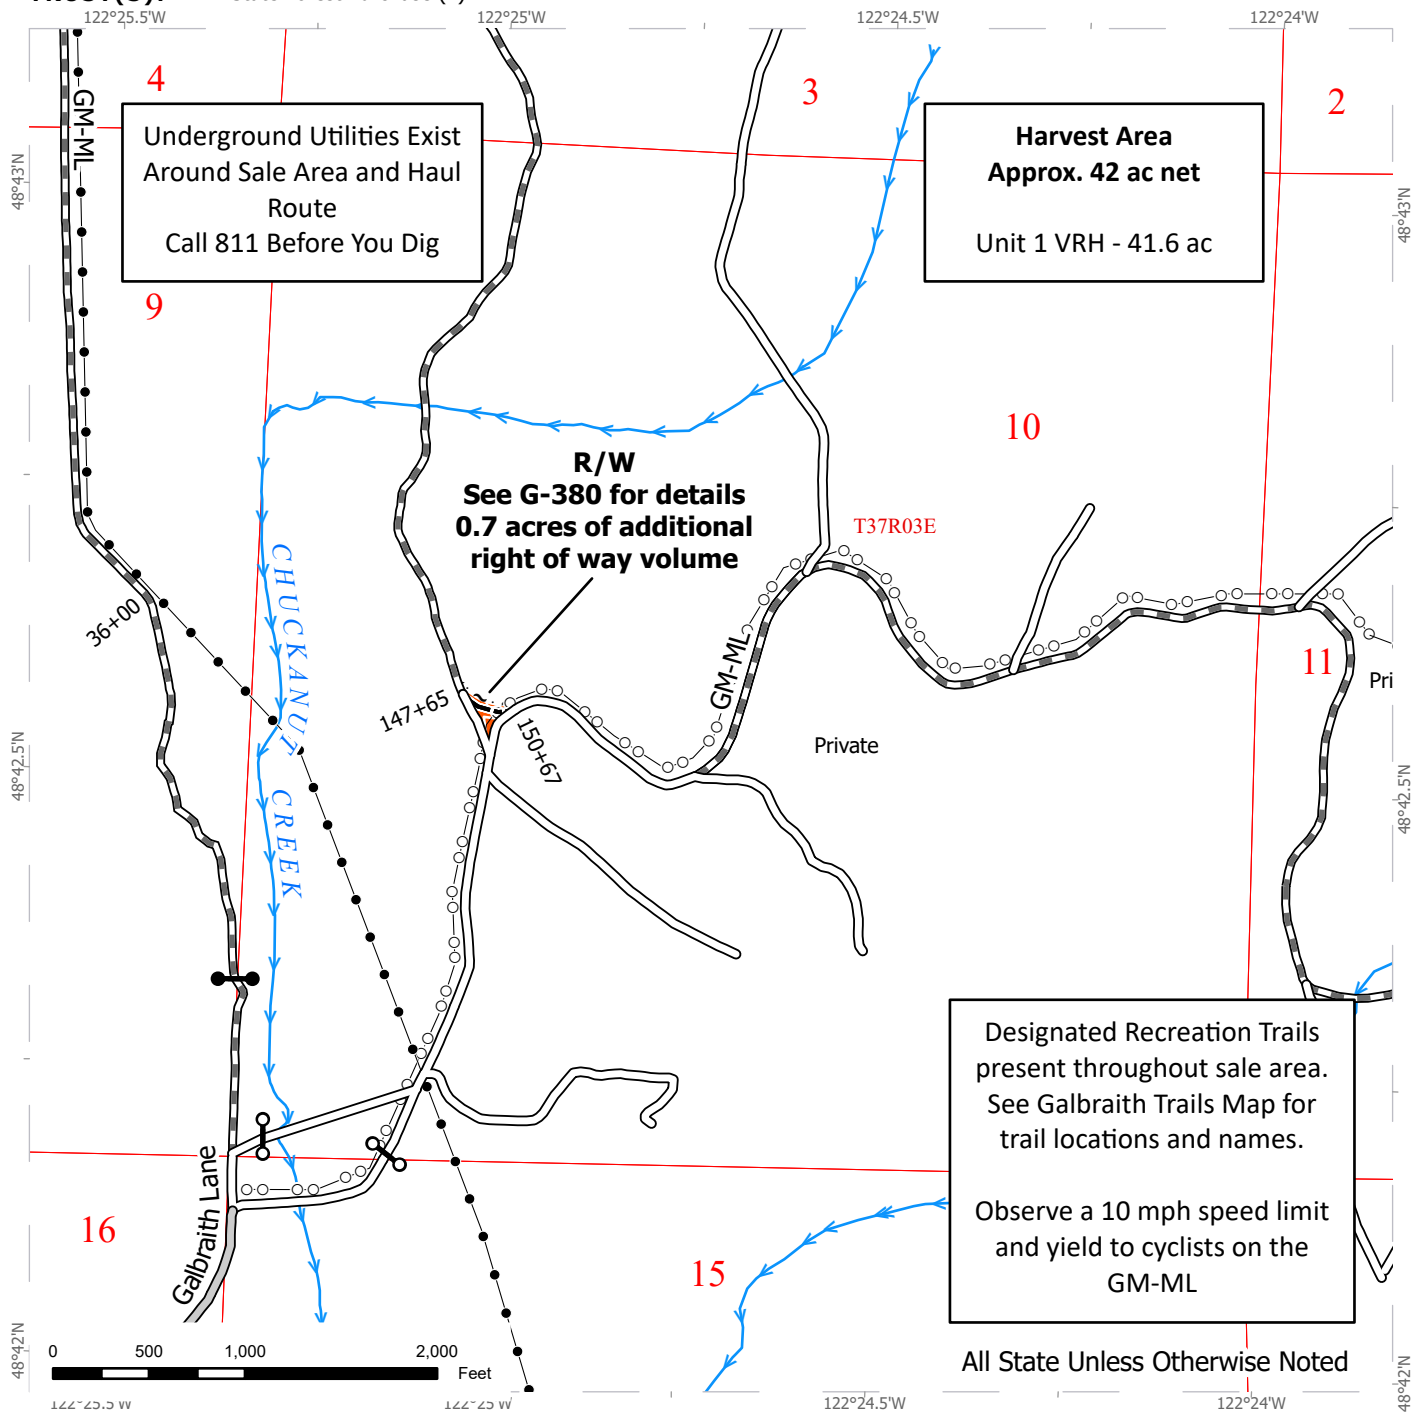 122°25.5'W
122°25'W
122°24.5'W
122°24'W
4
3
2
GM-ML
Underground Utilities Exist
Around Sale Area and Haul
Route
Call 811 Before You Dig
Harvest Area
Approx. 42 ac net
Unit 1 VRH - 41.6 ac
48°43'N
48°43'N
9
10
R/W
See G-380 for details
0.7 acres of additional
right of way volume
T37R03E
CHUCKANUT CREEK
36+00
GM-ML
11
Pri
147+65
150+67
Private
48°42.5'N
48°42.5'N
Designated Recreation Trails
present throughout sale area.
See Galbraith Trails Map for
trail locations and names.
Observe a 10 mph speed limit
and yield to cyclists on the
GM-ML
Galbraith Lane
16
15
48°42'N
48°42'N
0 500 1,000 2,000
Feet
All State Unless Otherwise Noted
122°25.5'W
122°25'W
122°24.5'W
122°24'W